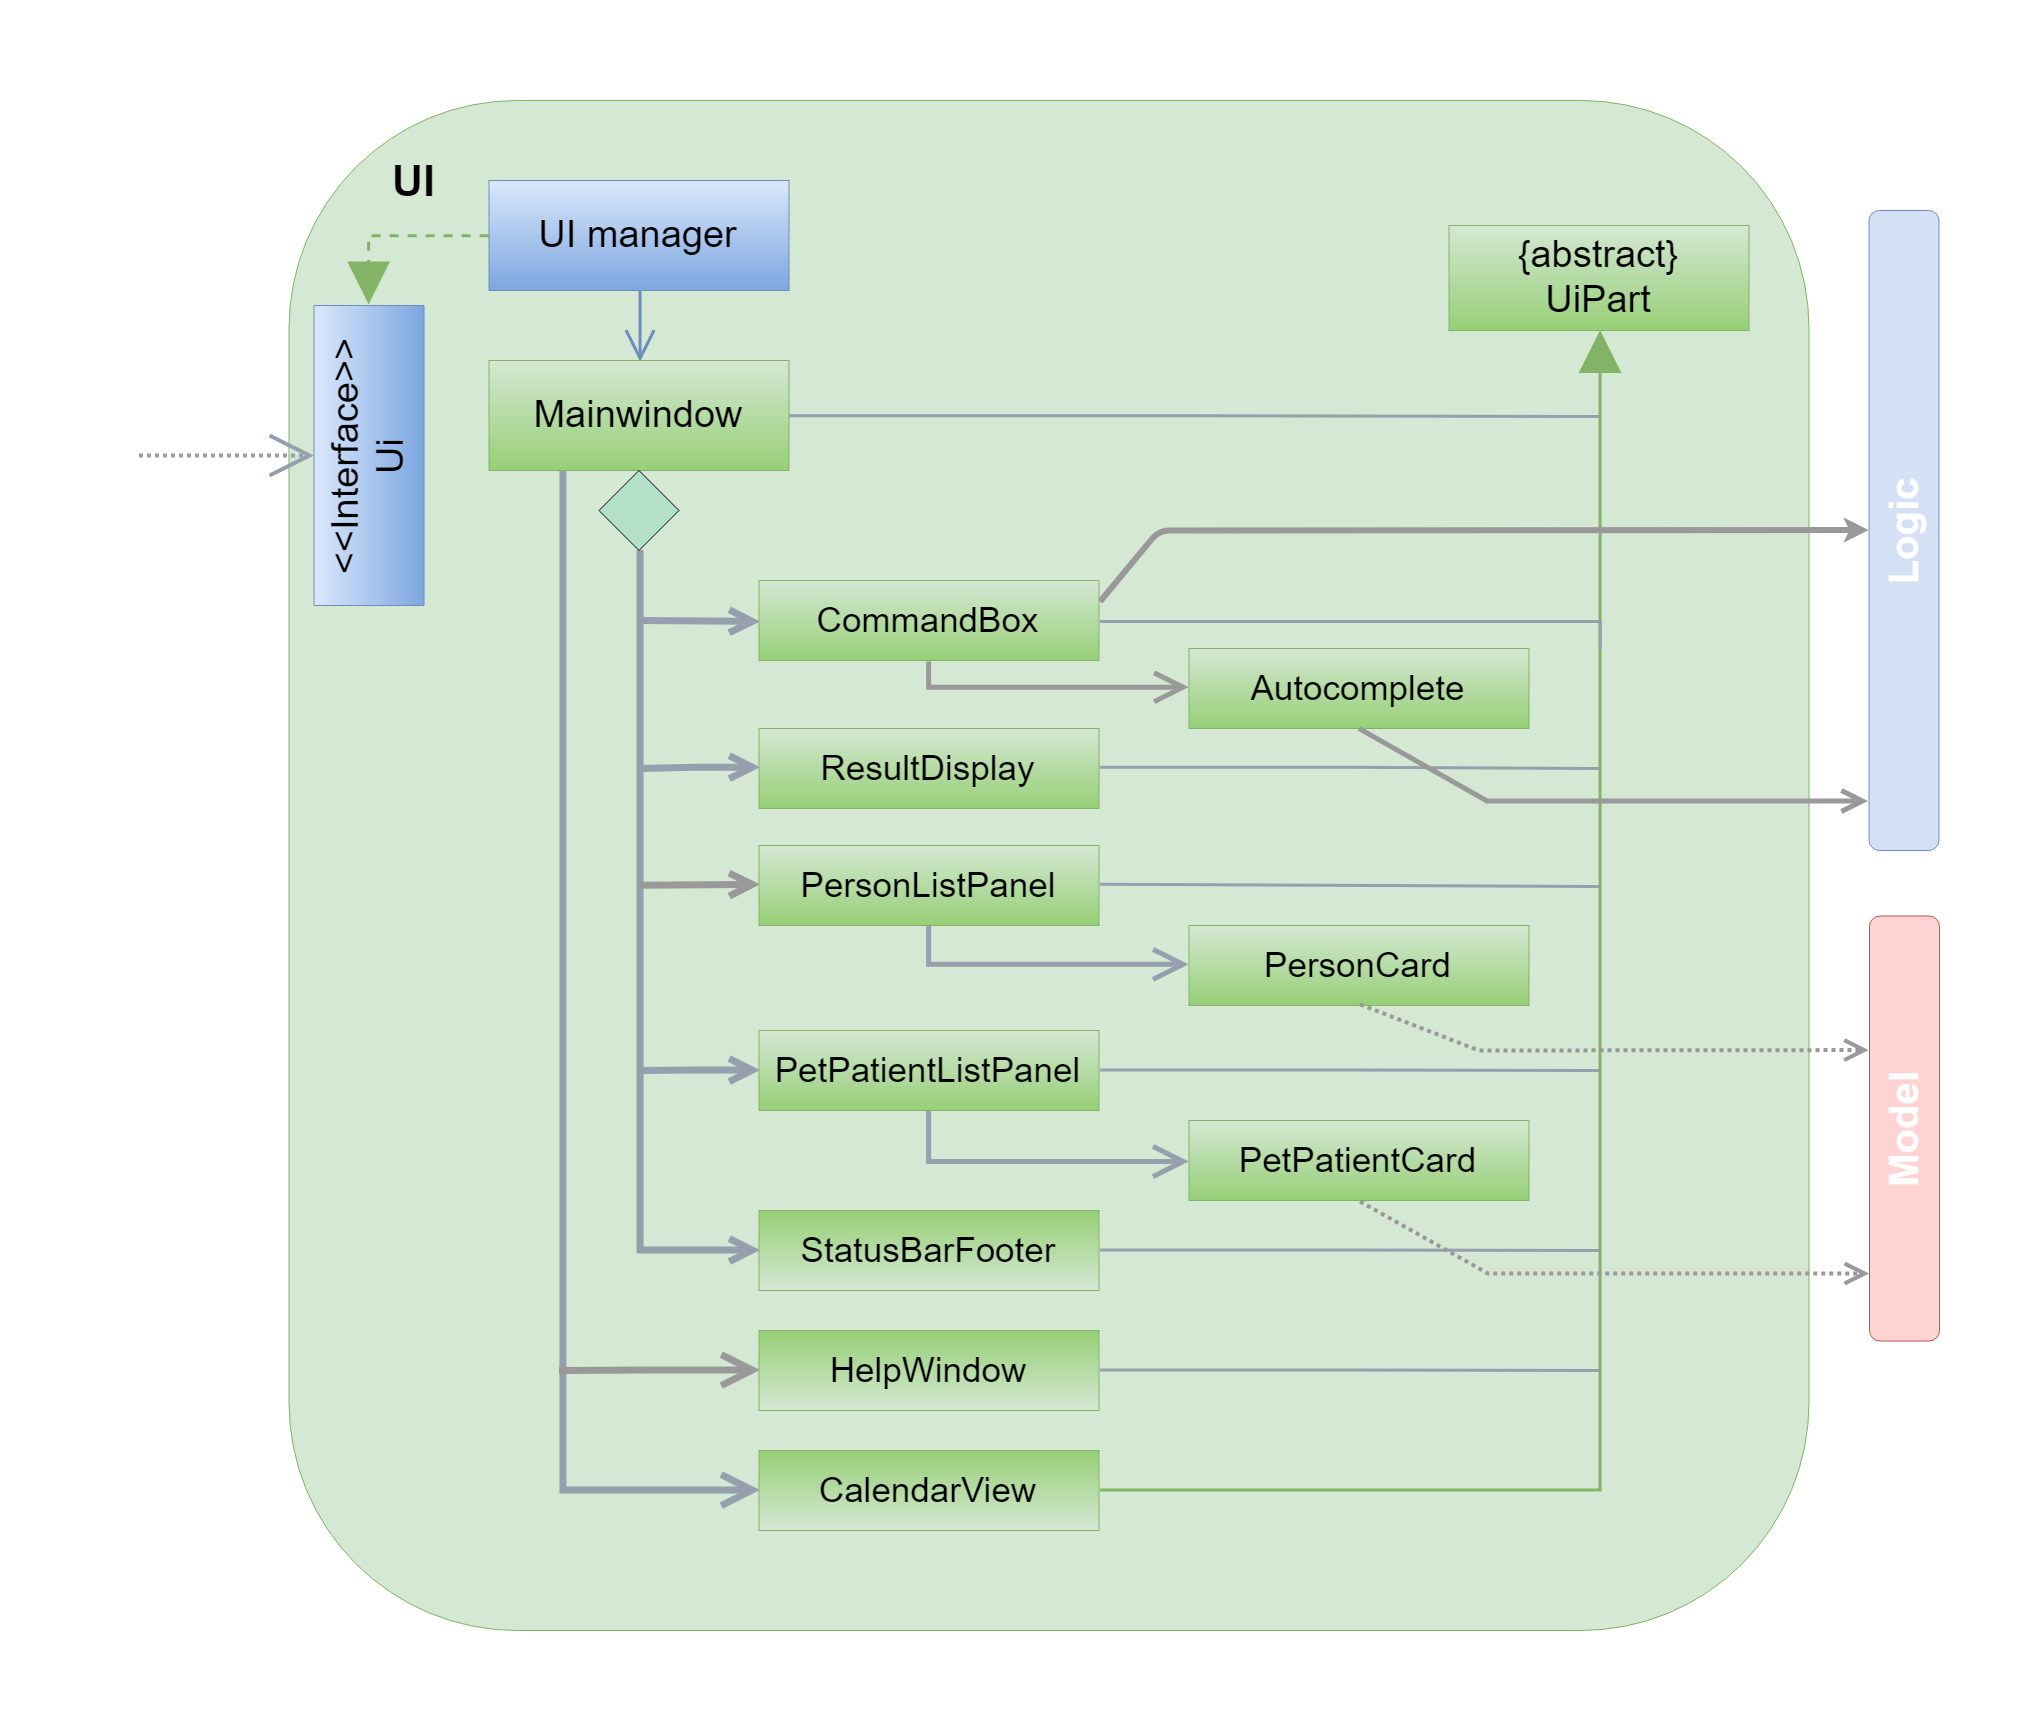 UI
UI manager
{abstract}
UiPart
<<Interface>>
Ui
Mainwindow
Logic
CommandBox
Autocomplete
ResultDisplay
PersonListPanel
PersonCard
PetPatientListPanel
Model
PetPatientCard
StatusBarFooter
HelpWindow
CalendarView